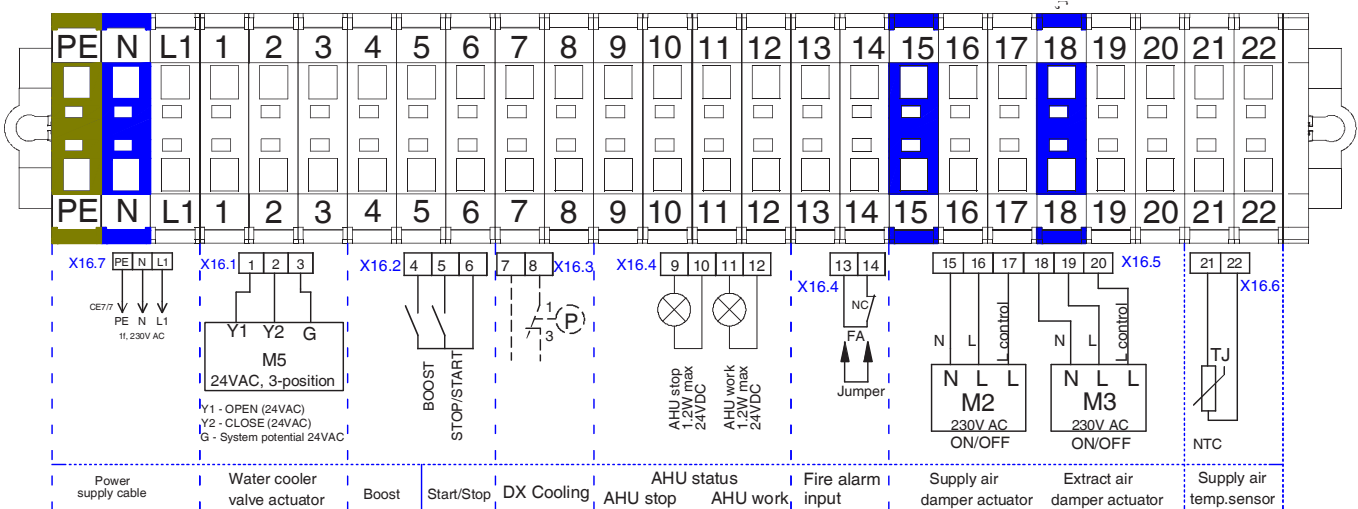 PE N L1 1 2 3 4 5 6 7 8 9 10 11 12 13 14 15 16 17 18 19 20 21 22
PE N L1 1 2 3 4 5 6 7 8 9 10 11 12 13 14 15 16 17 18 19 20 21 22
X16.7 PE N L1
CE7/7
PE N L1
1f, 230V AC
X16.1 1 2 3
Y1 Y2 G
M5
24VAC, 3-position
Y1 - OPEN (24VAC)
Y2 - CLOSE (24VAC)
G - System potential 24VAC
X16.2 4 5 6
BOOST
STOP/START
7 8 X16.3
1
P
3
X16.4 9 10 11 12
AHU stop
1.2W max
24VDC
AHU work
1.2W max
24VDC
13 14
X16.4
NC
FA
Jumper
15 16 17 18 19 20 X16.5
N L L control
N L L
M2
230V AC
ON/OFF
N L L control
N L L
M3
230V AC
ON/OFF
21 22
X16.6
TJ
NTC
Power
supply cable
Water cooler
valve actuator
Boost
Start/Stop
DX Cooling
AHU status
AHU stop AHU work
Fire alarm
input
Supply air
damper actuator
Extract air
damper actuator
Supply air
temp.sensor